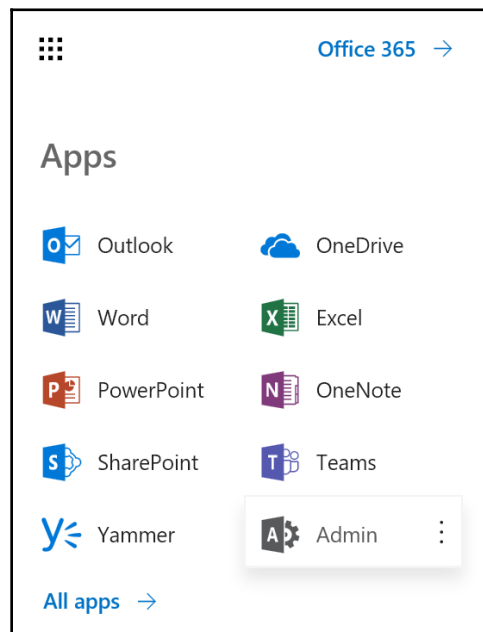 Office 365 →
Apps
Outlook OneDrive
Word Excel
PowerPoint OneNote
SharePoint Teams
Yammer Admin
All apps →